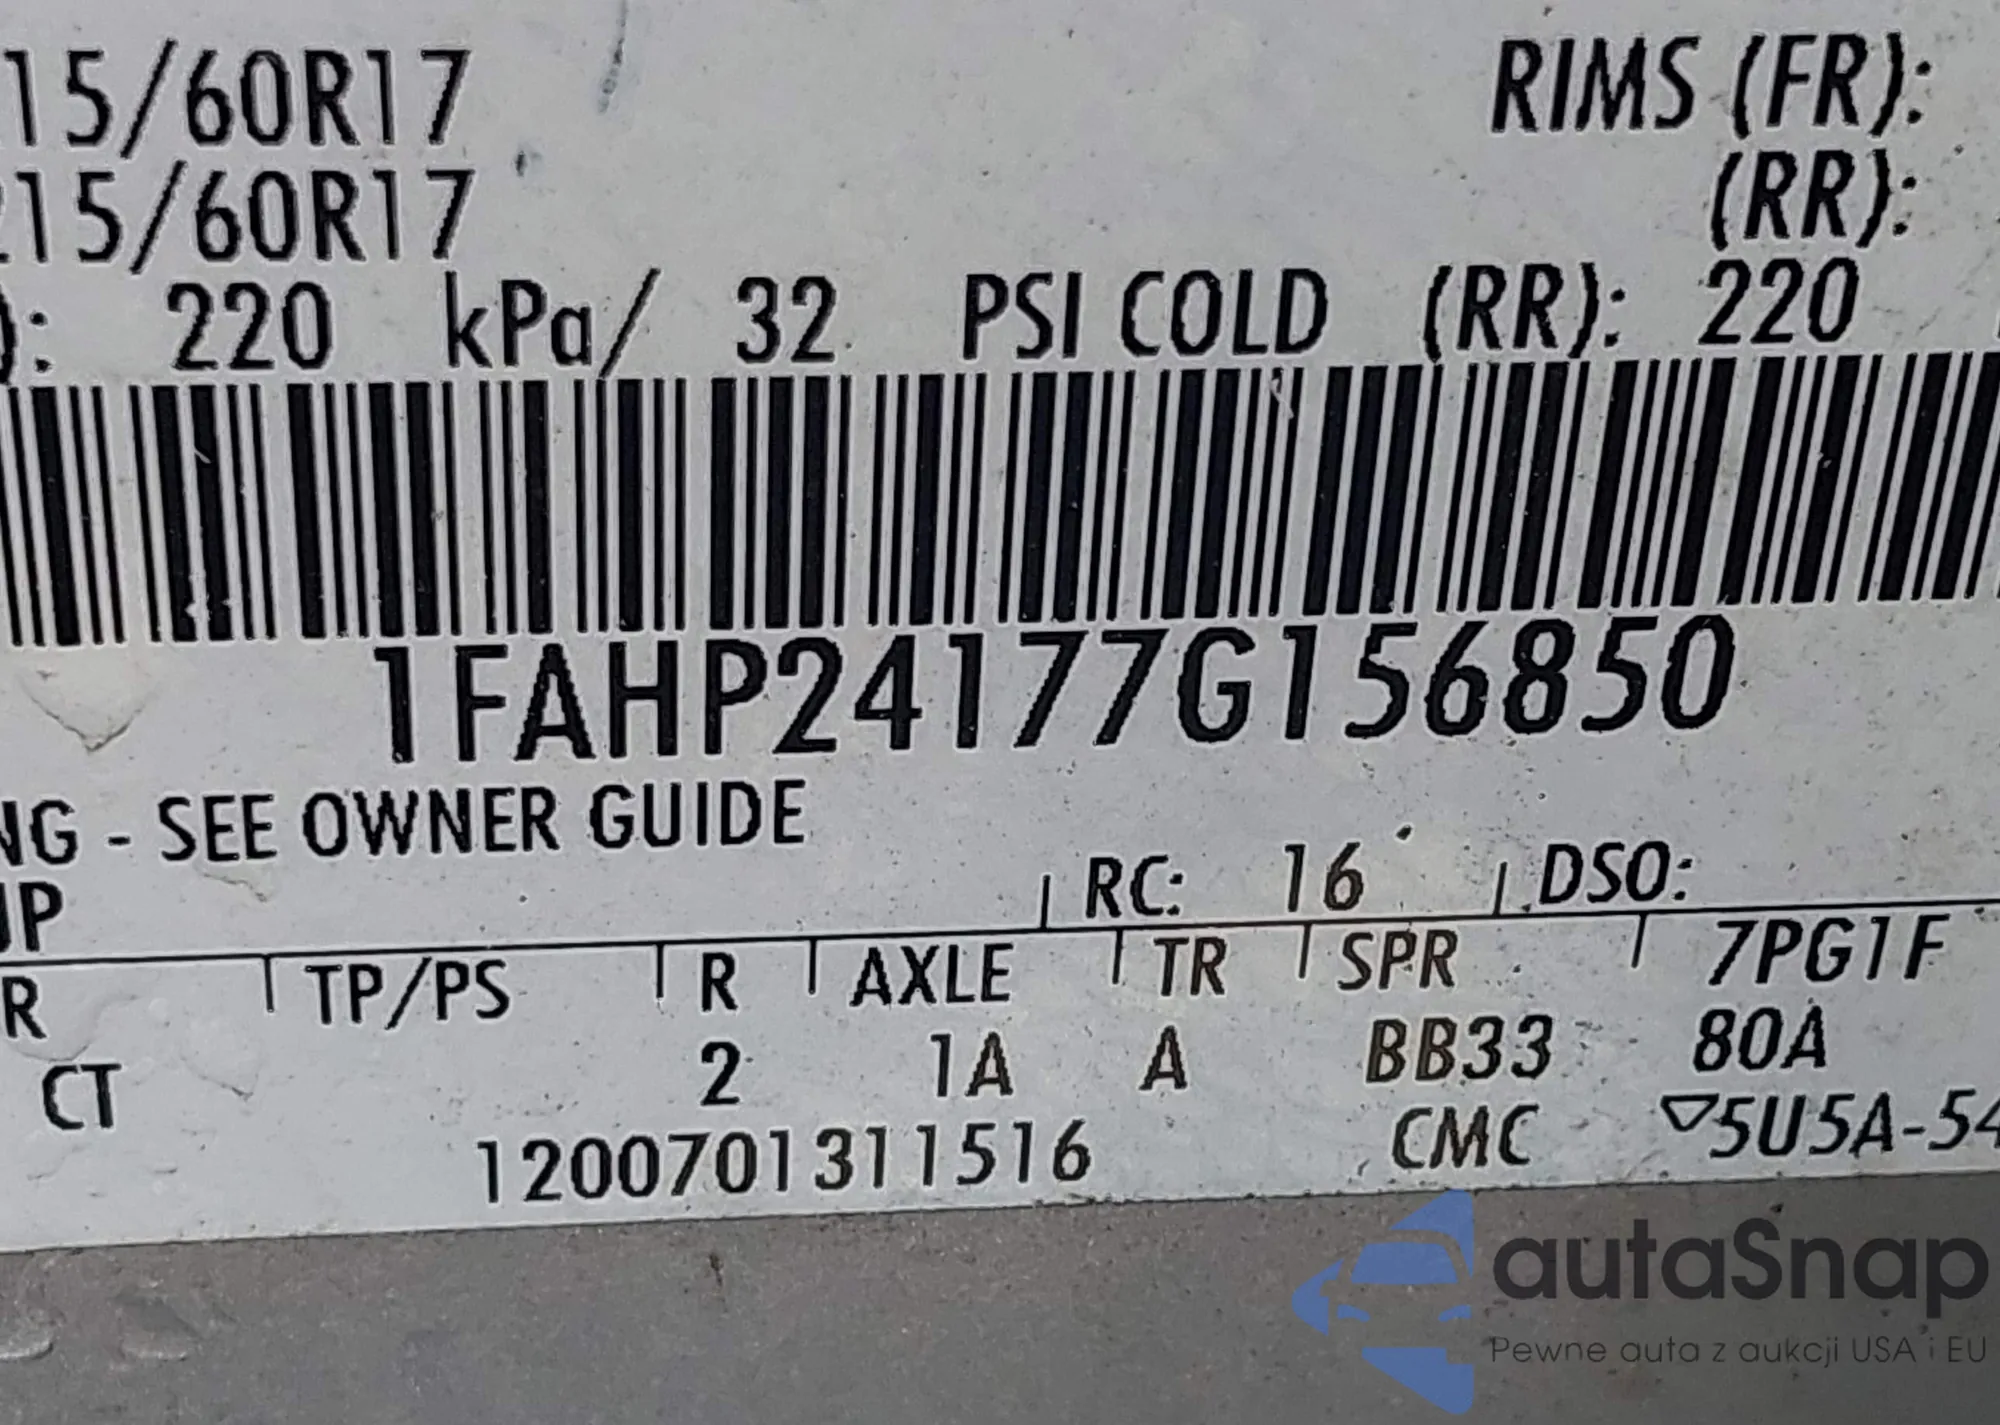 215/60R17 RIMS (FR):
215/60R17 (RR):
): 220 kPa/ 32 PSI COLD (RR): 220
1FAHP24177G156850
NG - SEE OWNER GUIDE
UP RC: 16 DSO:
R TP/PS R AXLE TR SPR 7PG1F
CT 2 1A A BB33 80A
1200701311516 CMC ▽5U5A-54
autaSnap
Pewne auta z aukcji USA i EU